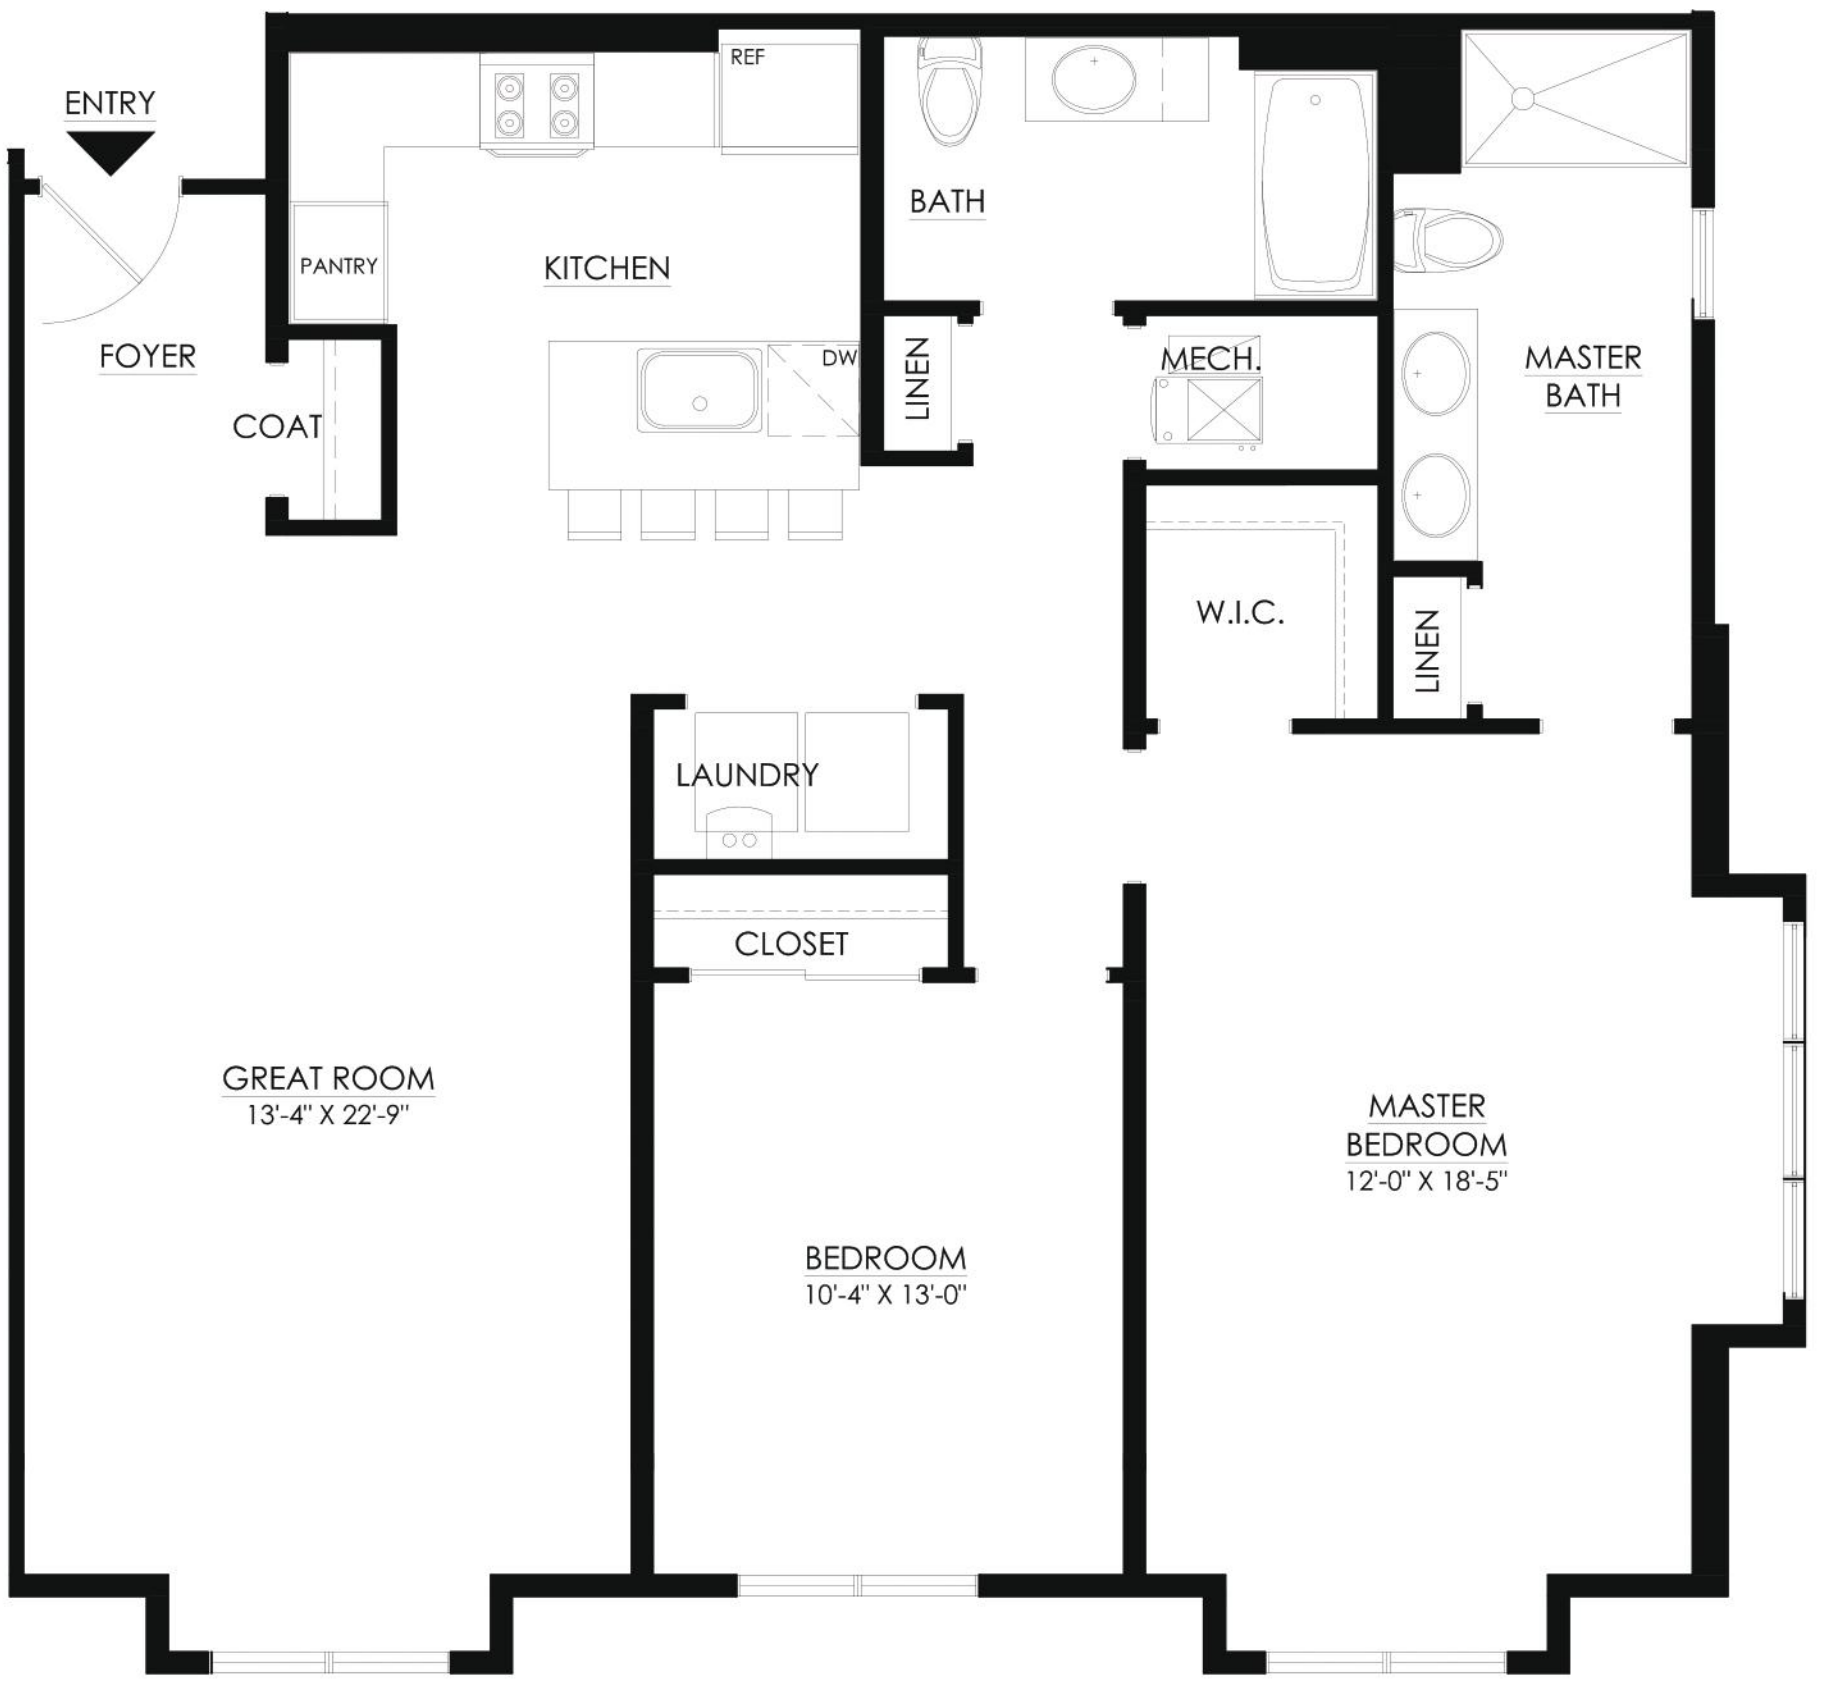 REF
ENTRY
BATH
PANTRY
KITCHEN
FOYER
DW
LINEN
MECH.
MASTER
BATH
COAT
W.I.C.
LINEN
LAUNDRY
CLOSET
GREAT ROOM
13'-4" X 22'-9"
MASTER
BEDROOM
12'-0" X 18'-5"
BEDROOM
10'-4" X 13'-0"